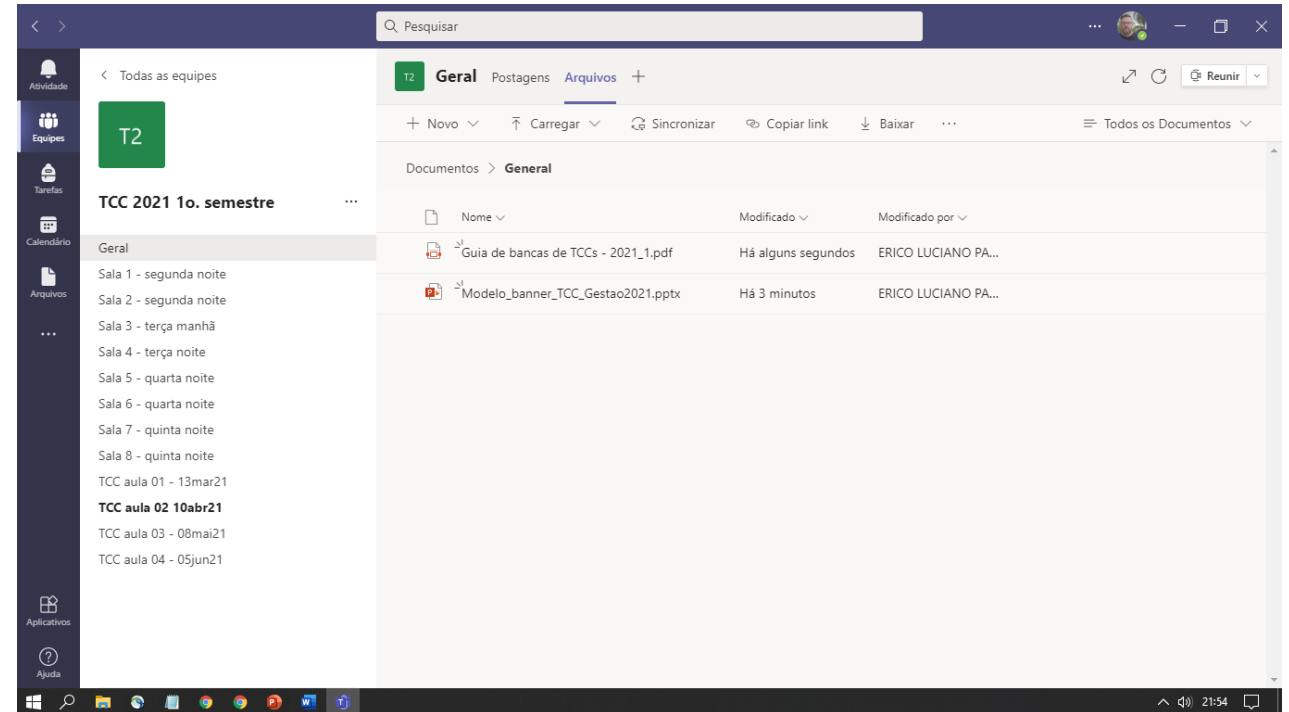 Pesquisar
Atividade
Equipes
Tarefas
Calendário
Arquivos
Aplicativos
Ajuda
Todas as equipes
T2
TCC 2021 1o. semestre
Geral
Sala 1 - segunda noite
Sala 2 - segunda noite
Sala 3 - terça manhã
Sala 4 - terça noite
Sala 5 - quarta noite
Sala 6 - quarta noite
Sala 7 - quinta noite
Sala 8 - quinta noite
TCC aula 01 - 13mar21
TCC aula 02 10abr21
TCC aula 03 - 08mai21
TCC aula 04 - 05jun21
T2 Geral Postagens Arquivos + Reunir
+ Novo Carregar Sincronizar Copiar link Baixar ... Todos os Documentos
Documentos > General
Nome Modificado Modificado por
Guia de bancas de TCCs - 2021_1.pdf Há alguns segundos ERICO LUCIANO PA...
Modelo_banner_TCC_Gestao2021.pptx Há 3 minutos ERICO LUCIANO PA...
21:54